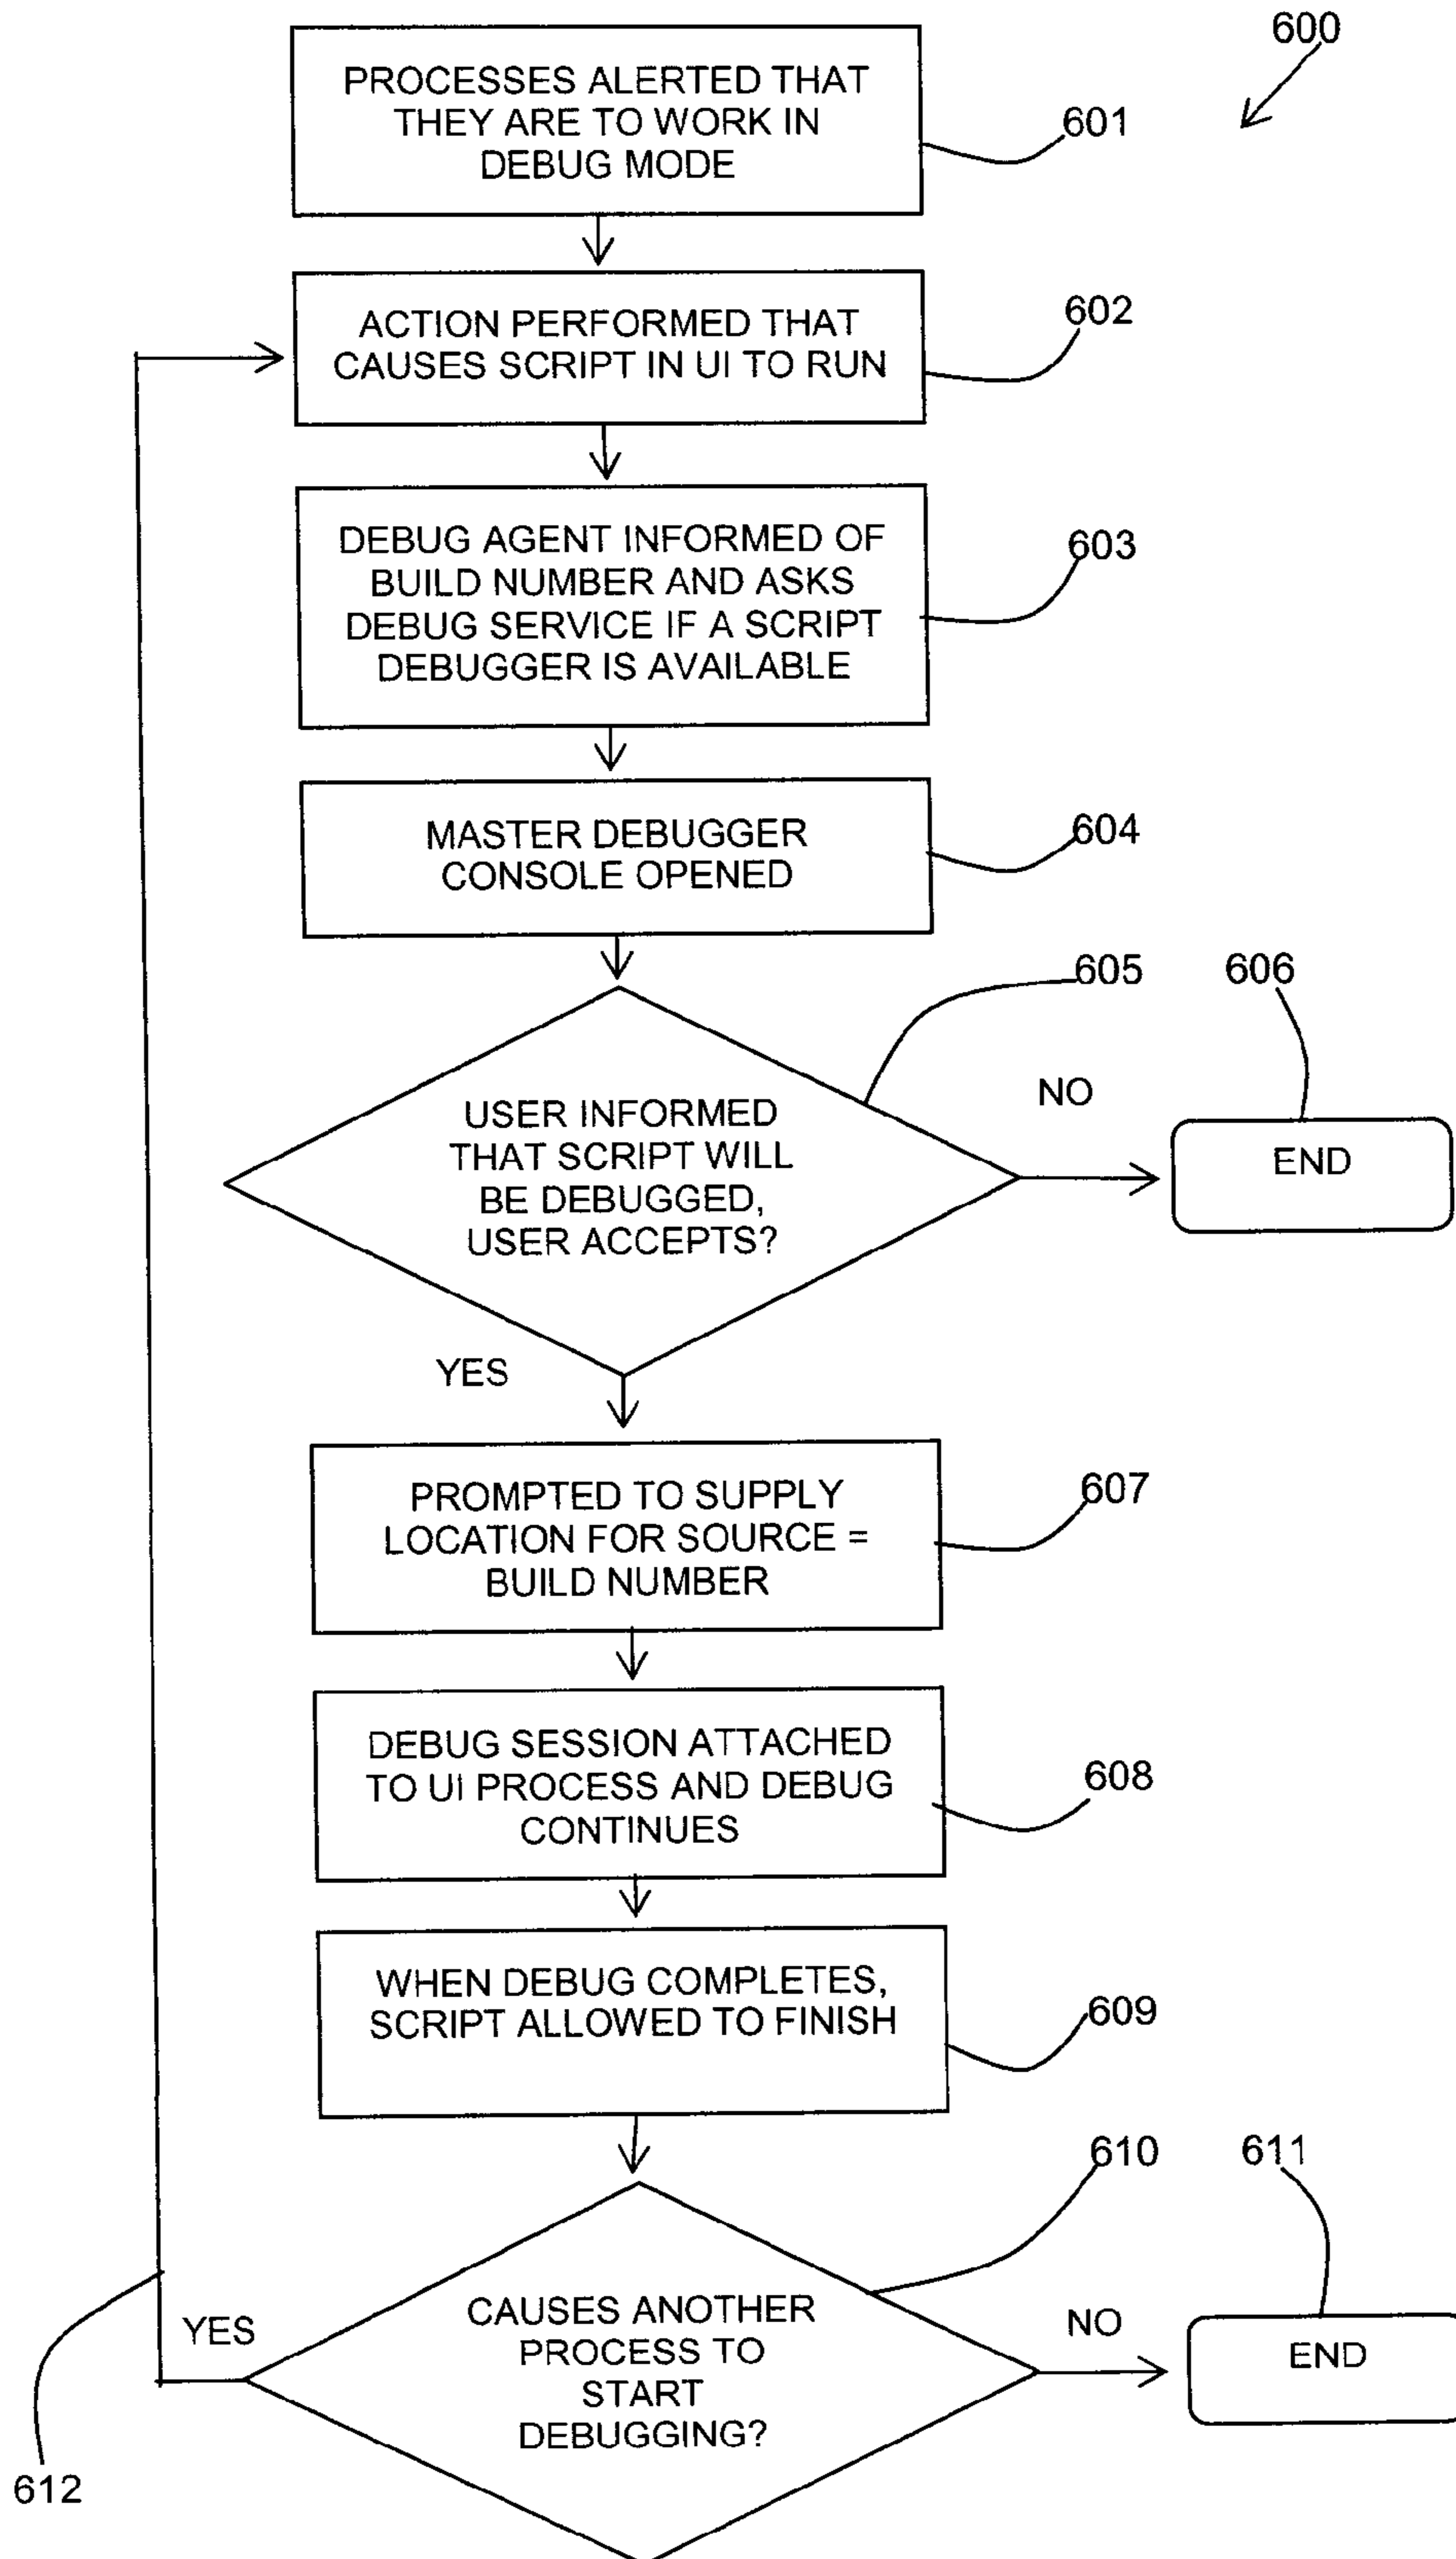 600
PROCESSES ALERTED THAT
THEY ARE TO WORK IN
DEBUG MODE
601
ACTION PERFORMED THAT
CAUSES SCRIPT IN UI TO RUN
602
DEBUG AGENT INFORMED OF
BUILD NUMBER AND ASKS
DEBUG SERVICE IF A SCRIPT
DEBUGGER IS AVAILABLE
603
MASTER DEBUGGER
CONSOLE OPENED
604
605
606
USER INFORMED
THAT SCRIPT WILL
BE DEBUGGED,
USER ACCEPTS?
NO
END
YES
PROMPTED TO SUPPLY
LOCATION FOR SOURCE =
BUILD NUMBER
607
DEBUG SESSION ATTACHED
TO UI PROCESS AND DEBUG
CONTINUES
608
WHEN DEBUG COMPLETES,
SCRIPT ALLOWED TO FINISH
609
610
611
CAUSES ANOTHER
PROCESS TO
START
DEBUGGING?
YES
NO
END
612